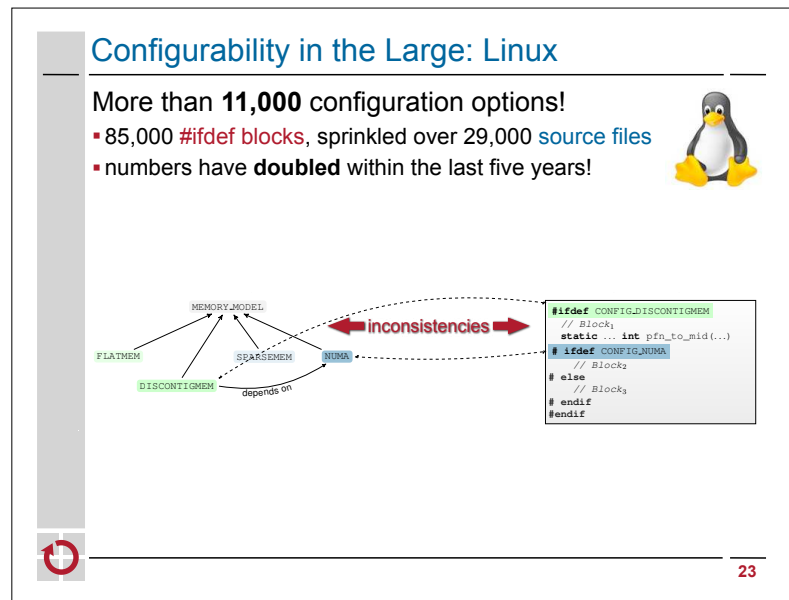 Configurability in the Large: Linux
More than 11,000 configuration options!
▪ 85,000 #ifdef blocks, sprinkled over 29,000 source files
▪ numbers have doubled within the last five years!
MEMORY_MODEL
FLATMEM
SPARSEMEM
NUMA
DISCONTIGMEM
depends on
inconsistencies
#ifdef CONFIG_DISCONTIGMEM
// Block₁
static ... int pfn_to_mid(...)
# ifdef CONFIG_NUMA
// Block₂
# else
// Block₃
# endif
#endif
23